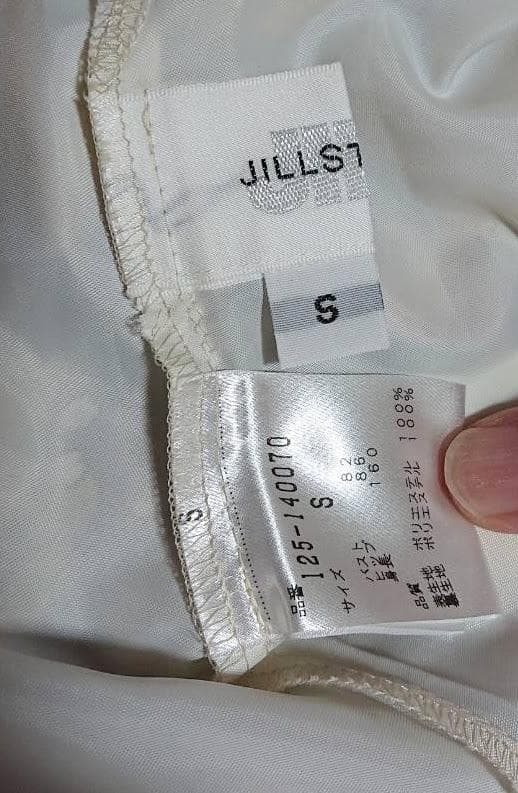 JILLST
S
品番
125-140070
サイズ S
バスト 82
ヒップ 86
身長 160
品質
表生地 ポリエステル 100%
裏生地 ポリエステル 100%
S